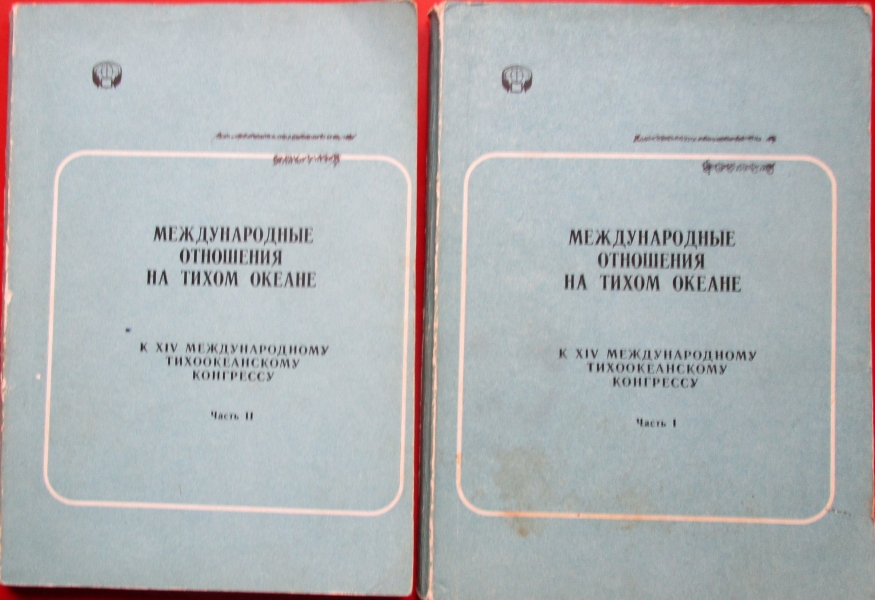 МЕЖДУНАРОДНЫЕ
ОТНОШЕНИЯ
НА ТИХОМ ОКЕАНЕ
К XIV МЕЖДУНАРОДНОМУ
ТИХООКЕАНСКОМУ
КОНГРЕССУ
Часть II
МЕЖДУНАРОДНЫЕ
ОТНОШЕНИЯ
НА ТИХОМ ОКЕАНЕ
К XIV МЕЖДУНАРОДНОМУ
ТИХООКЕАНСКОМУ
КОНГРЕССУ
Часть I